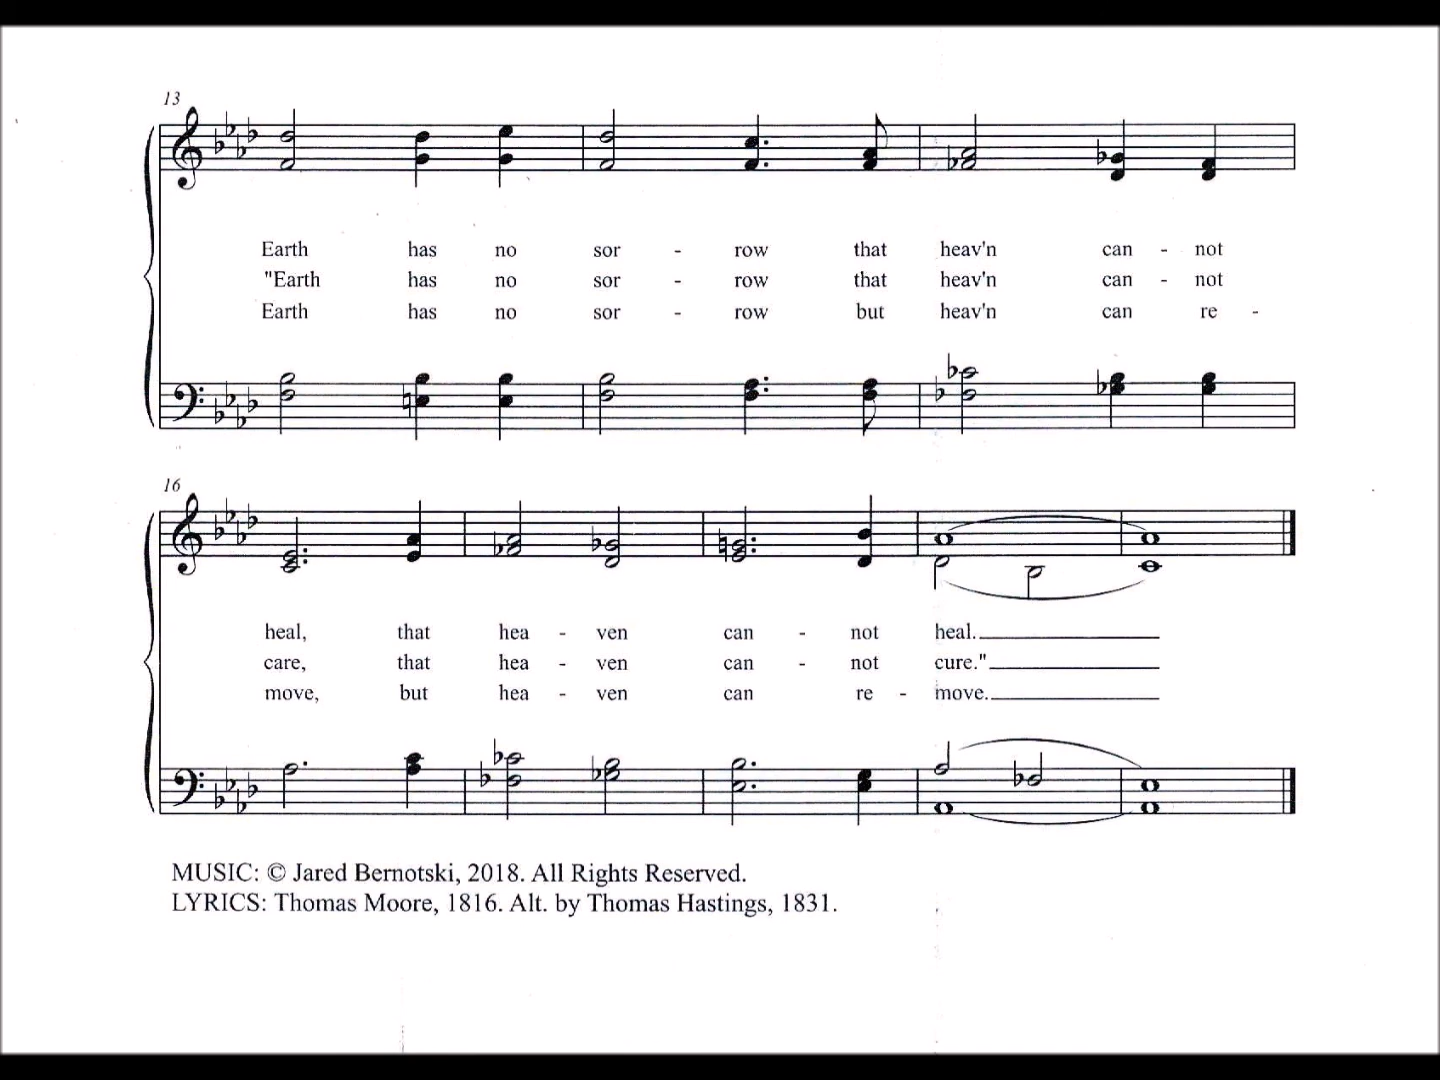 13
Earth has no sor - row that heav'n can - not
"Earth has no sor - row that heav'n can - not
Earth has no sor - row but heav'n can re -
16
heal, that hea - ven can - not heal.
care, that hea - ven can - not cure."
move, but hea - ven can re - move.
MUSIC: © Jared Bernotski, 2018. All Rights Reserved.
LYRICS: Thomas Moore, 1816. Alt. by Thomas Hastings, 1831.